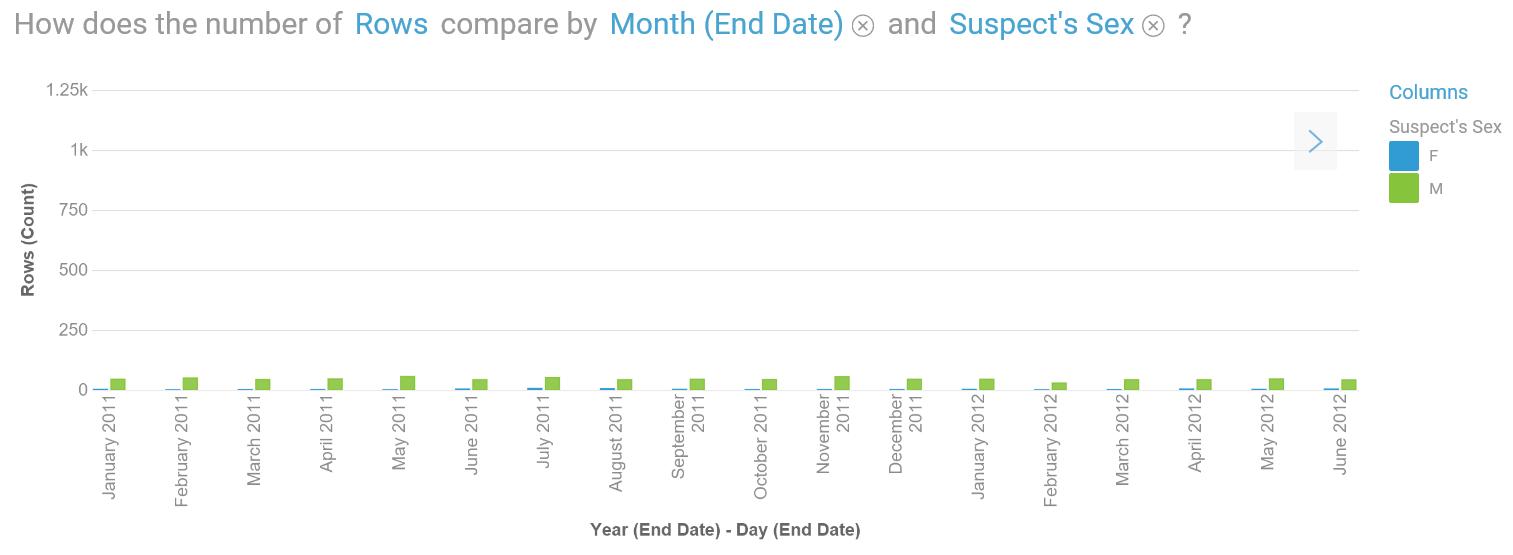 How does the number of Rows compare by Month (End Date) and Suspect's Sex ?
1.25k
1k
750
500
250
0
Rows (Count)
January 2011
February 2011
March 2011
April 2011
May 2011
June 2011
July 2011
August 2011
September
2011
October 2011
November
2011
December
2011
January 2012
February 2012
March 2012
April 2012
May 2012
June 2012
Year (End Date) - Day (End Date)
Columns
Suspect's Sex
F
M